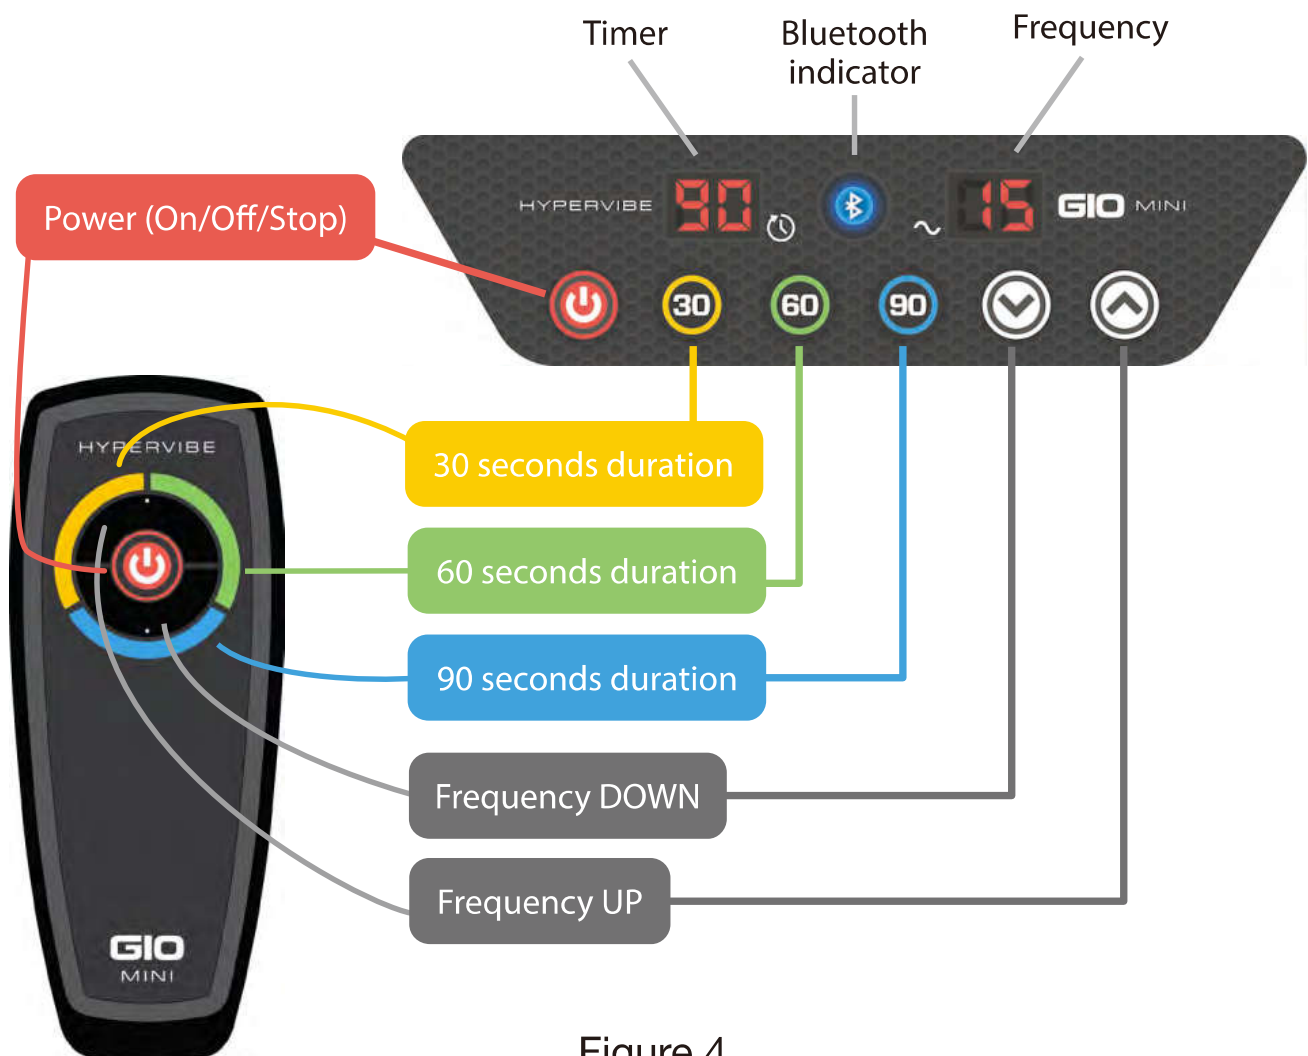 Timer
Bluetooth
indicator
Frequency
Power (On/Off/Stop)
HYPERVIBE
90
15
GIO MINI
30
60
90
HYPERVIBE
30 seconds duration
60 seconds duration
90 seconds duration
Frequency DOWN
Frequency UP
GIO
MINI
Figure 4